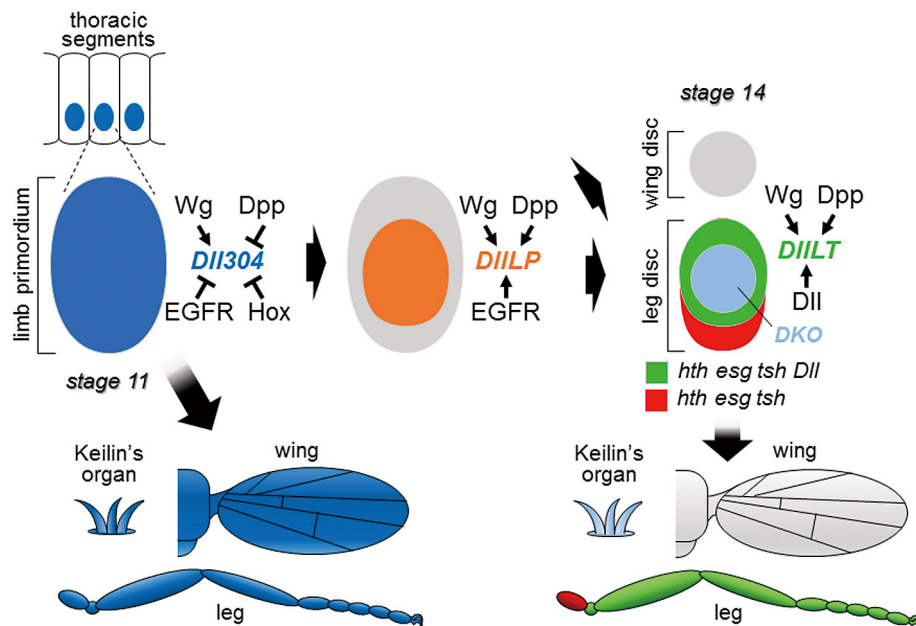 thoracic
segments
limb primordium
Wg Dpp
Dll304
EGFR Hox
stage 11
Wg Dpp
DllLP
EGFR
stage 14
wing disc
leg disc
Wg Dpp
DllLT
Dll
DKO
hth esg tsh Dll
hth esg tsh
Keilin's
organ
wing
leg
Keilin's
organ
wing
leg